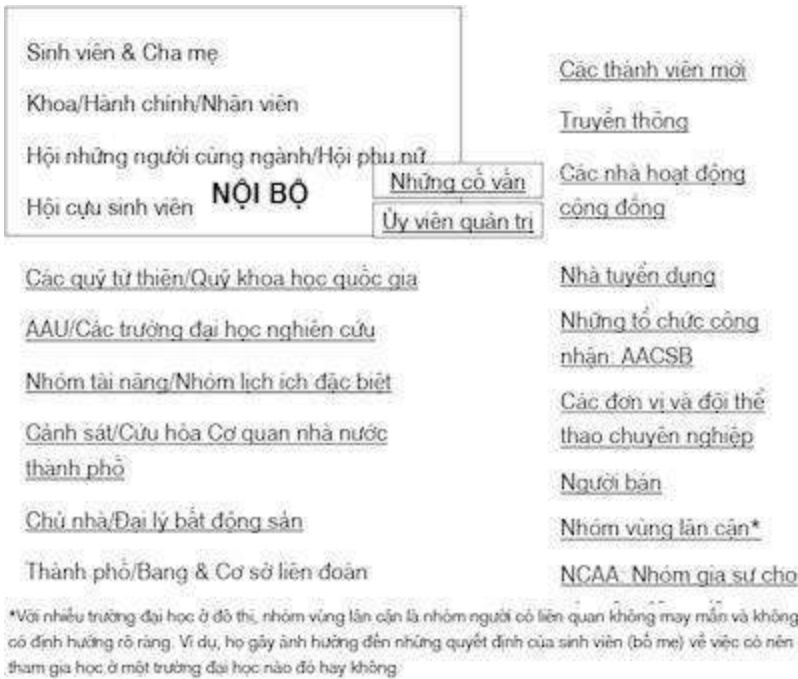 Sinh viên & Cha mẹ
Khoa/Hành chính/Nhân viên
Hội những người cùng ngành/Hội phụ nữ
Hội cựu sinh viên
NỘI BỘ
Những cố vấn
Ủy viên quản trị
Các quỹ từ thiện/Quỹ khoa học quốc gia
AAU/Các trường đại học nghiên cứu
Nhóm tài năng/Nhóm lịch ích đặc biệt
Cảnh sát/Cứu hỏa Cơ quan nhà nước
thành phố
Chủ nhà/Đại lý bất động sản
Thành phố/Bang & Cơ sở liên đoàn
Các thành viên mới
Truyền thông
Các nhà hoạt động
cộng đồng
Nhà tuyển dụng
Những tổ chức công
nhận: AACSB
Các đơn vị và đội thể
thao chuyên nghiệp
Người bán
Nhóm vùng lân cận*
NCAA: Nhóm gia sư cho
*Với nhiều trường đại học ở đô thị, nhóm vùng lân cận là nhóm người có liên quan không may mắn và không
có định hướng rõ ràng. Ví dụ, họ gây ảnh hưởng đến những quyết định của sinh viên (bố mẹ) về việc có nên
tham gia học ở một trường đại học nào đó hay không.